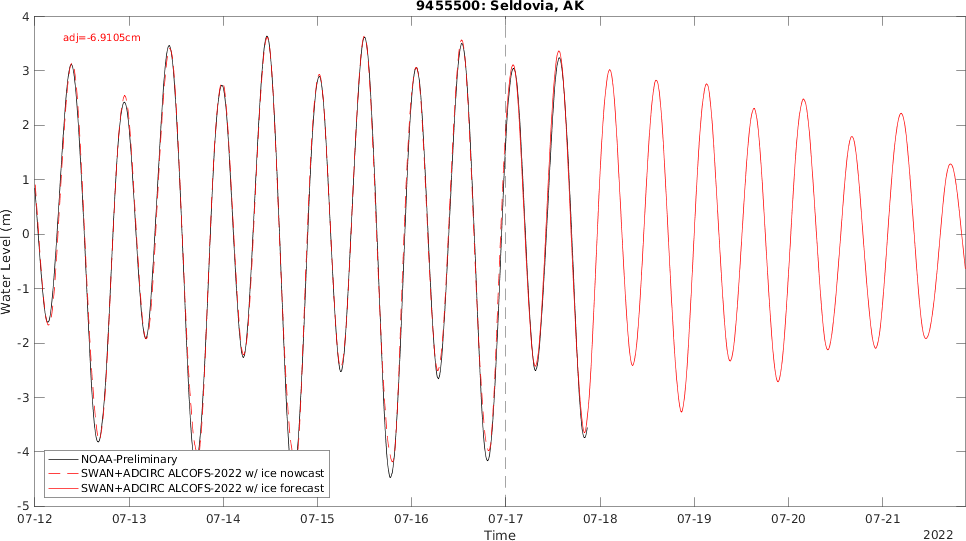 9455500: Seldovia, AK
adj=-6.9105cm
4
3
2
1
0
-1
-2
-3
-4
-5
Water Level (m)
NOAA-Preliminary
SWAN+ADCIRC ALCOFS-2022 w/ ice nowcast
SWAN+ADCIRC ALCOFS-2022 w/ ice forecast
07-12 07-13 07-14 07-15 07-16 07-17 07-18 07-19 07-20 07-21
Time
2022